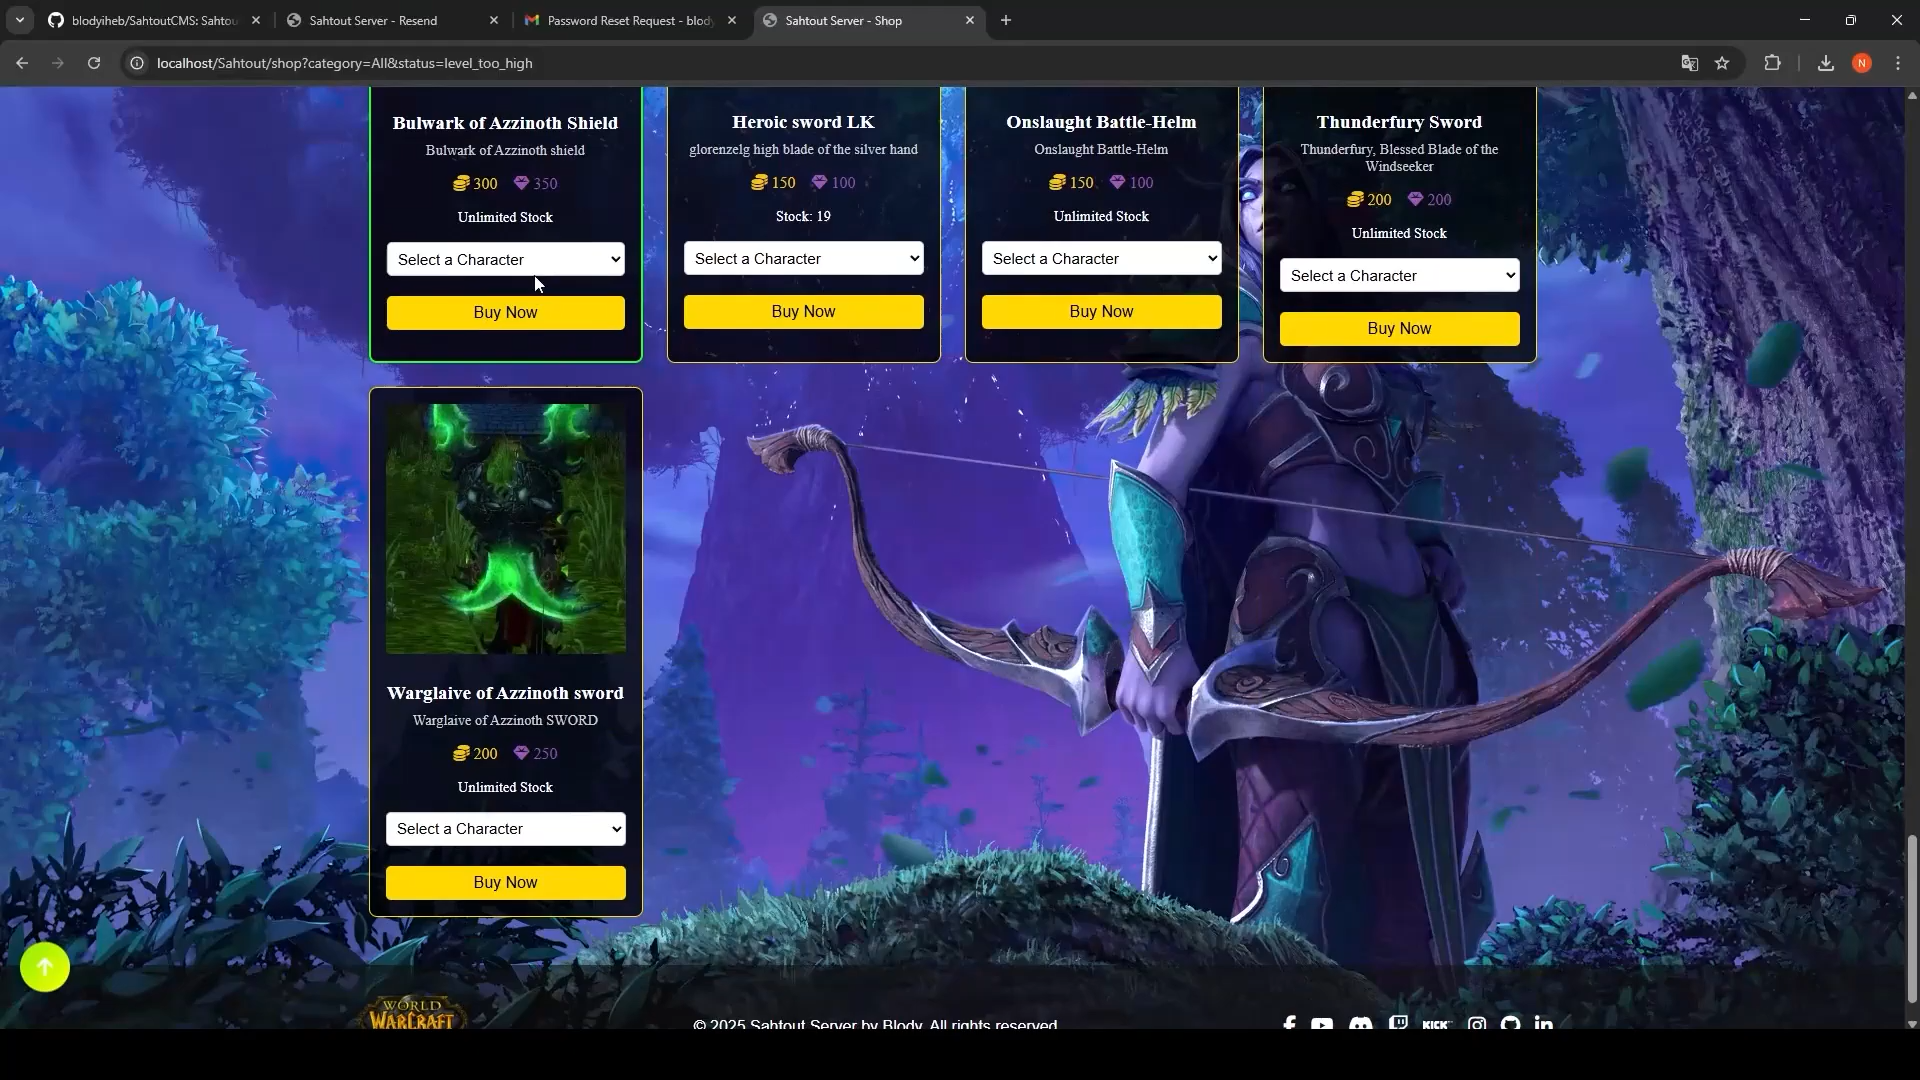 blodyiheb/SahtoutCMS: Sahtou
Sahtout Server - Resend
Password Reset Request - blody
Sahtout Server - Shop
localhost/Sahtout/shop?category=All&status=level_too_high
N
Bulwark of Azzinoth Shield
Bulwark of Azzinoth shield
300 350
Unlimited Stock
Select a Character
Buy Now
Heroic sword LK
glorenzelg high blade of the silver hand
150 100
Stock: 19
Select a Character
Buy Now
Onslaught Battle-Helm
Onslaught Battle-Helm
150 100
Unlimited Stock
Select a Character
Buy Now
Thunderfury Sword
Thunderfury, Blessed Blade of the
Windseeker
200 200
Unlimited Stock
Select a Character
Buy Now
Warglaive of Azzinoth sword
Warglaive of Azzinoth SWORD
200 250
Unlimited Stock
Select a Character
Buy Now
WORLD
WARCRAFT
© 2025 Sahtout Server by Blody. All rights reserved.
KICK